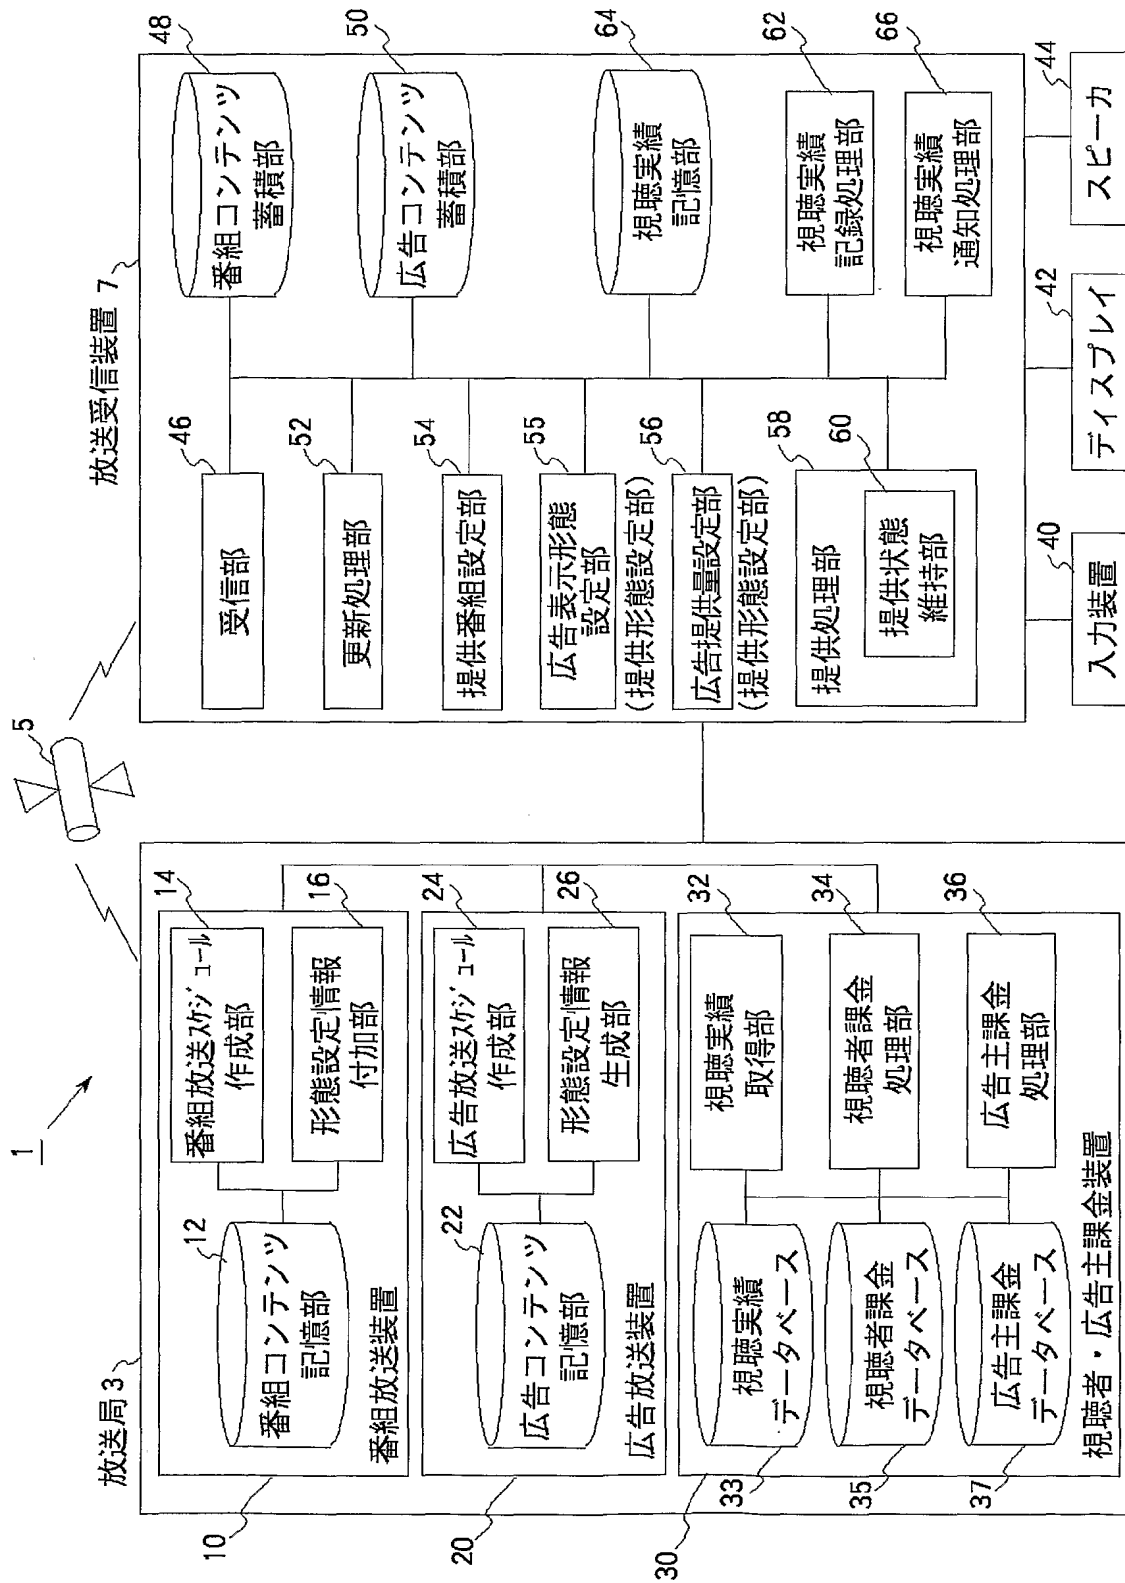 1
5
放送局 3
10
番組コンテンツ
記憶部
12
番組放送スケジュール
作成部
14
形態設定情報
付加部
16
番組放送装置
20
広告コンテンツ
記憶部
22
広告放送スケジュール
作成部
24
形態設定情報
生成部
26
広告放送装置
30
視聴実績
データベース
33
視聴実績
取得部
32
視聴者課金
データベース
35
視聴者課金
処理部
34
広告主課金
データベース
37
広告主課金
処理部
36
視聴者・広告主課金装置
放送受信装置 7
受信部
46
更新処理部
52
提供番組設定部
54
広告表示形態
設定部
(提供形態設定部)
55
広告提供量設定部
(提供形態設定部)
56
提供処理部
58
提供状態
維持部
60
番組コンテンツ
蓄積部
48
広告コンテンツ
蓄積部
50
視聴実績
記憶部
64
視聴実績
記録処理部
62
視聴実績
通知処理部
66
入力装置
40
ディスプレイ
42
スピーカ
44